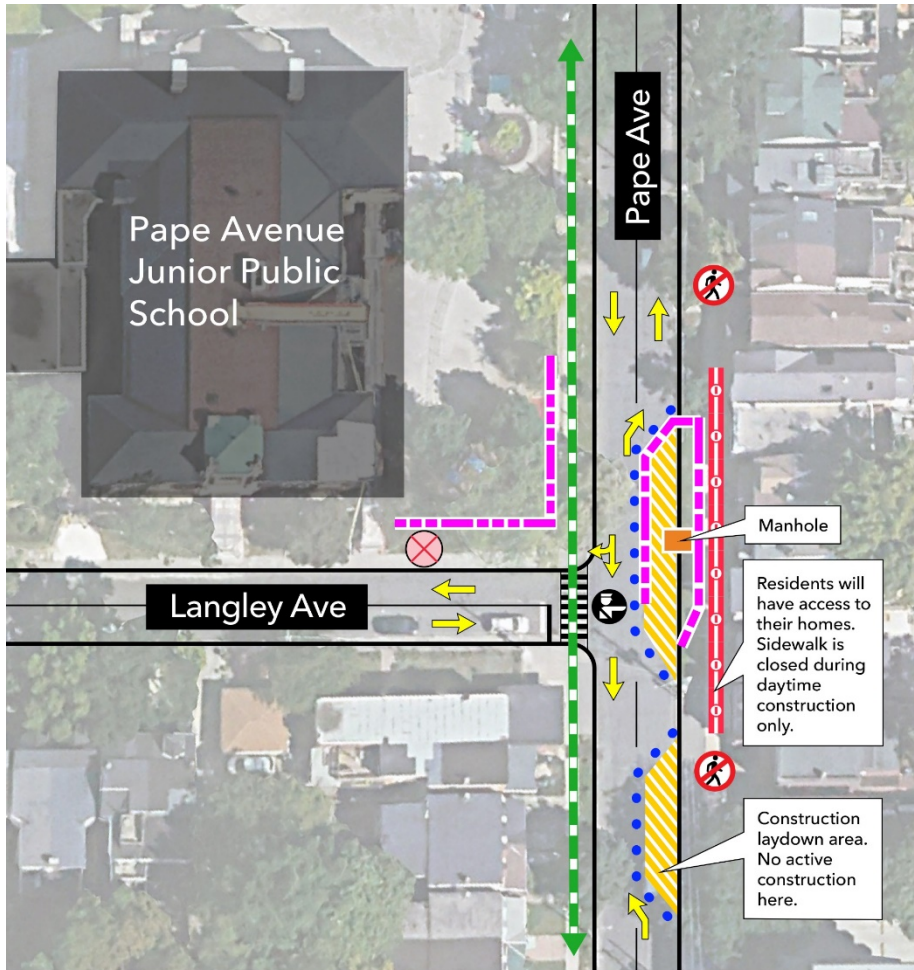 Pape Ave
Pape Avenue
Junior Public
School
Manhole
Langley Ave
Residents will
have access to
their homes.
Sidewalk is
closed during
daytime
construction
only.
Construction
laydown area.
No active
construction
here.